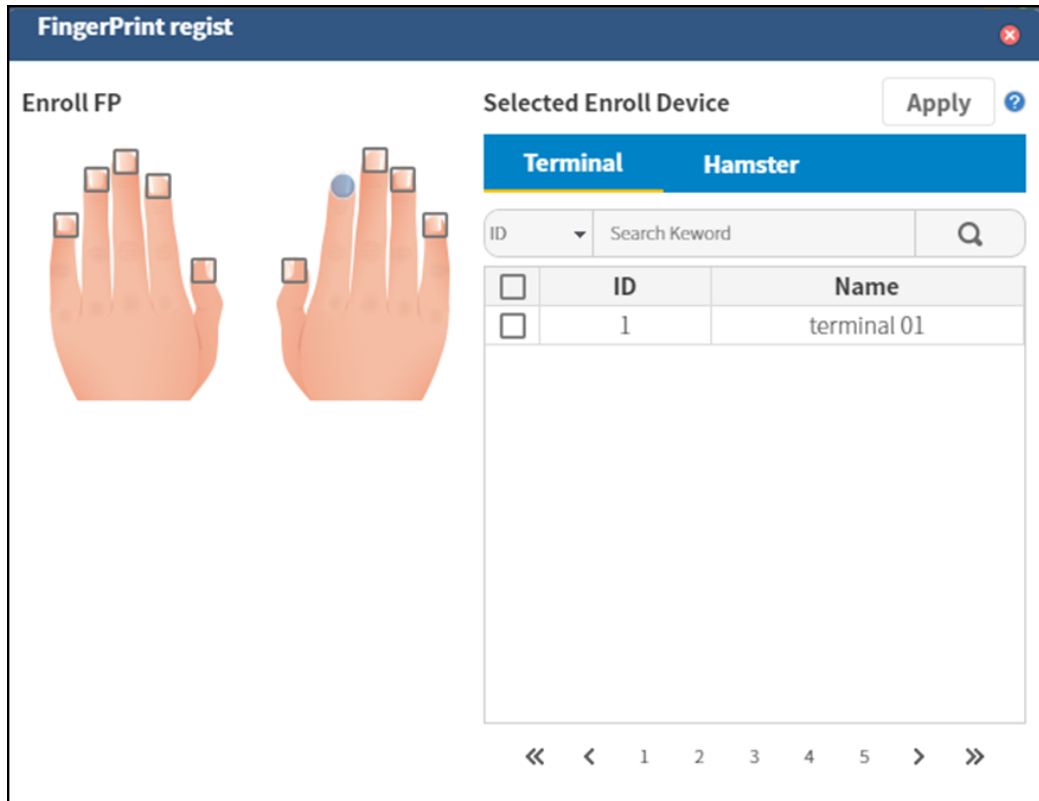 FingerPrint regist
Enroll FP
Selected Enroll Device
Apply
?
Terminal Hamster
ID Search Keword
ID Name
1 terminal 01
« < 1 2 3 4 5 > »